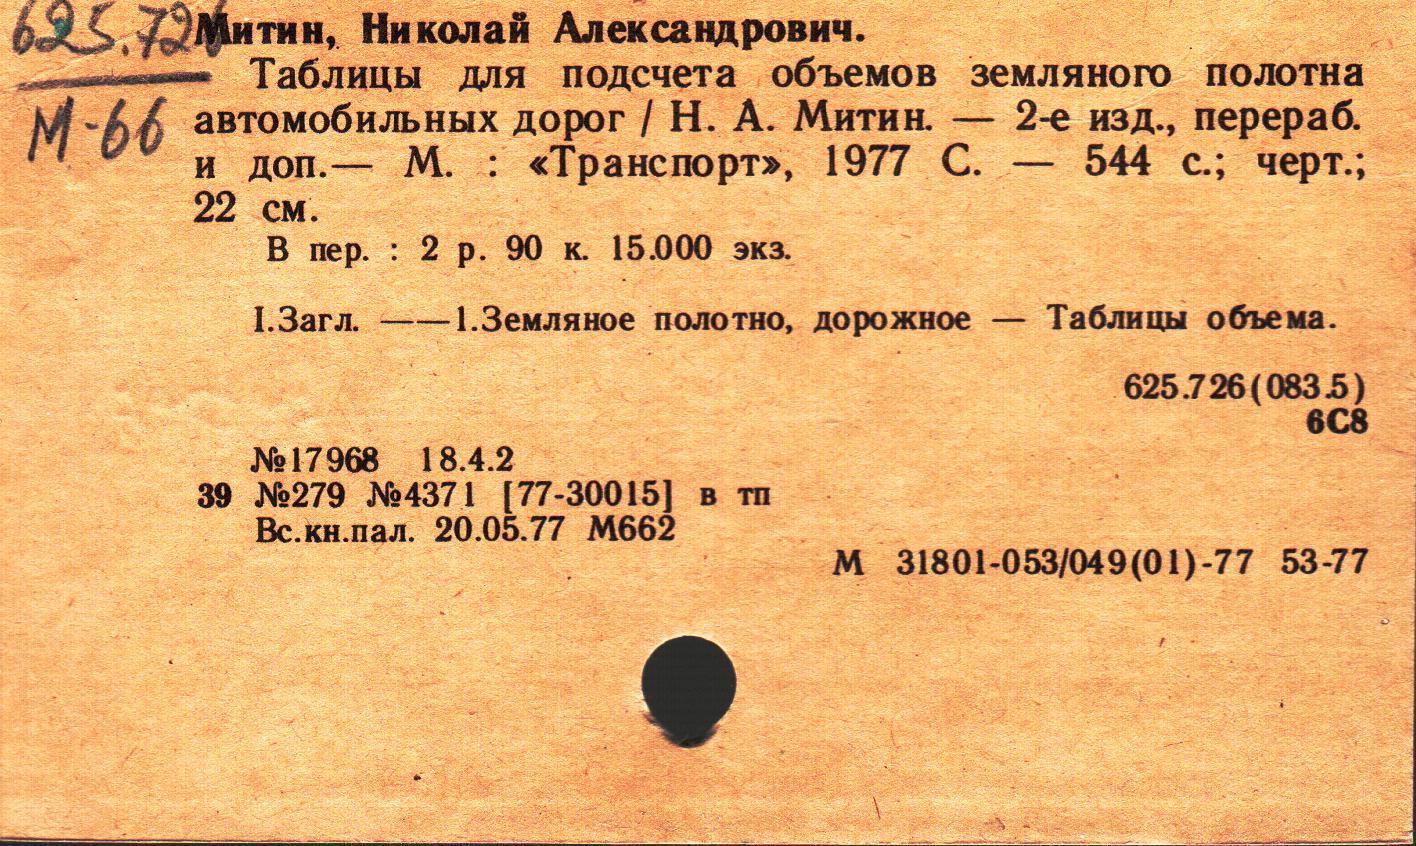 625.726
М-66
Митин, Николай Александрович.
Таблицы для подсчета объемов земляного полотна
автомобильных дорог / Н. А. Митин. — 2-е изд., перераб.
и доп.— М. : «Транспорт», 1977 С. — 544 с.; черт.;
22 см.
В пер. : 2 р. 90 к. 15.000 экз.
I.Загл. ——1.Земляное полотно, дорожное — Таблицы объема.
625.726(083.5)
6С8
№17968 18.4.2
39 №279 №4371 [77-30015] в тп
Вс.кн.пал. 20.05.77 М662
М 31801-053/049(01)-77 53-77